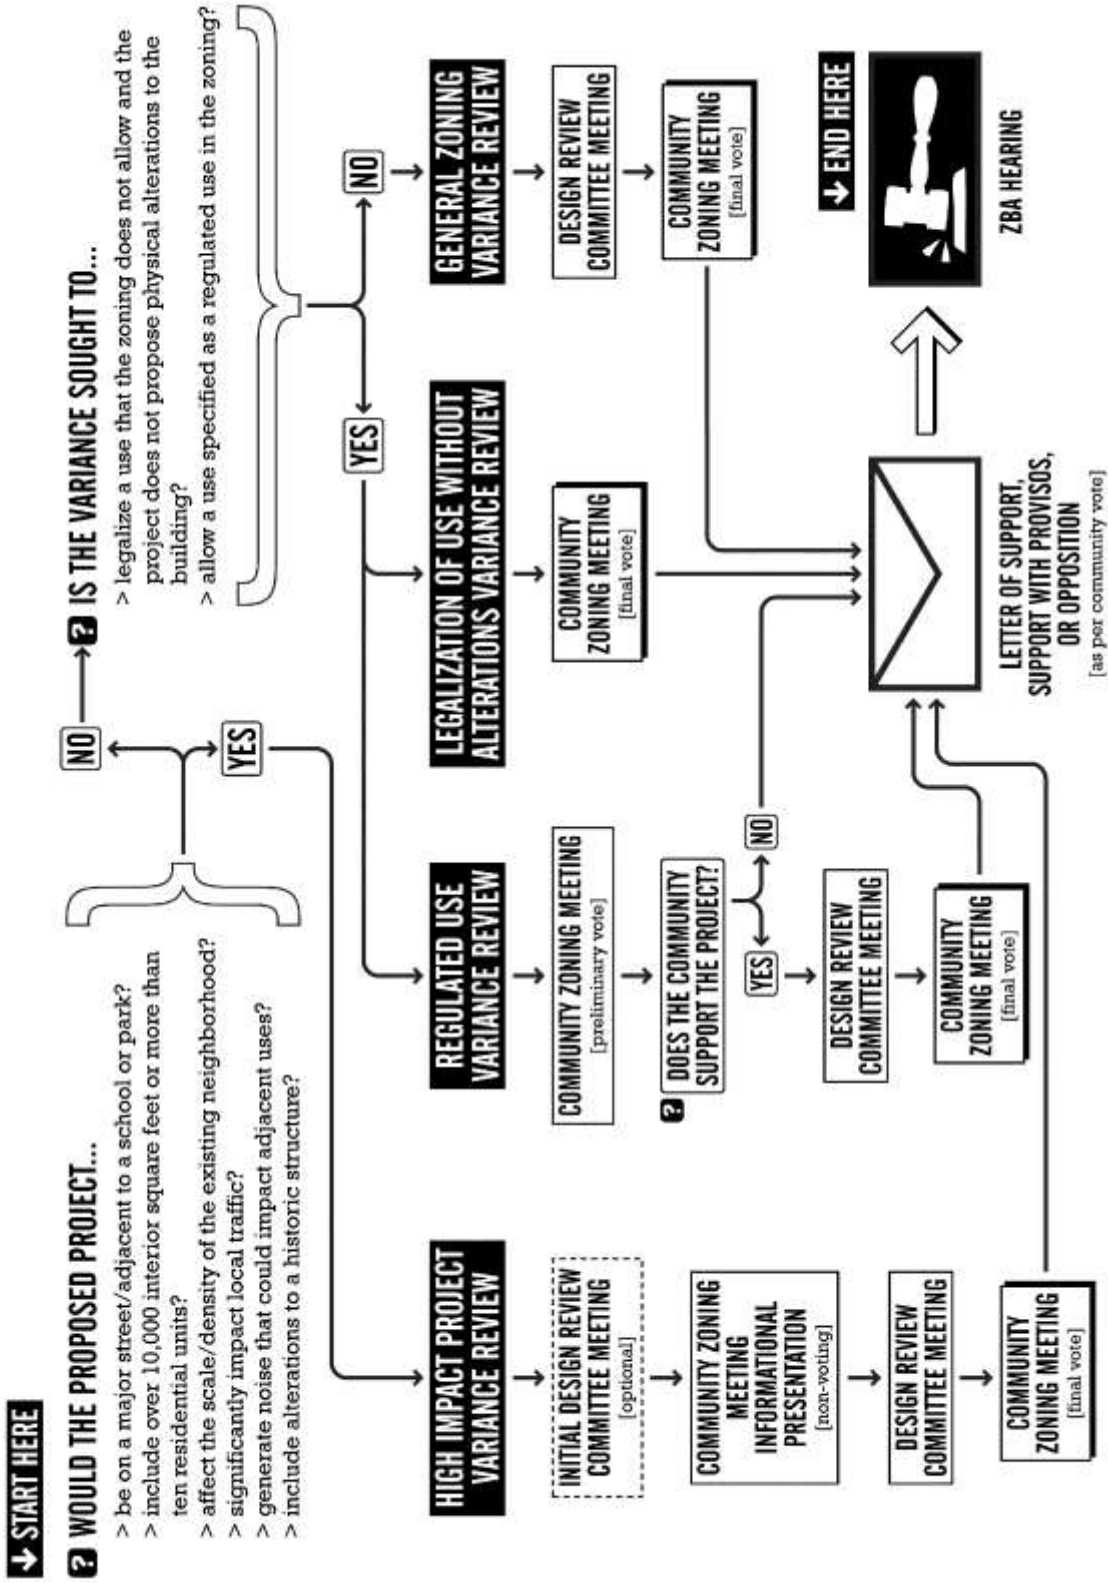 ↓ START HERE
? WOULD THE PROPOSED PROJECT...
> be on a major street/adjacent to a school or park?
> include over 10,000 interior square feet or more than
ten residential units?
> affect the scale/density of the existing neighborhood?
> significantly impact local traffic?
> generate noise that could impact adjacent uses?
> include alterations to a historic structure?
NO
YES
? IS THE VARIANCE SOUGHT TO...
> legalize a use that the zoning does not allow and the
project does not propose physical alterations to the
building?
> allow a use specified as a regulated use in the zoning?
YES
NO
HIGH IMPACT PROJECT
VARIANCE REVIEW
INITIAL DESIGN REVIEW
COMMITTEE MEETING
[optional]
COMMUNITY ZONING
MEETING
INFORMATIONAL
PRESENTATION
[non-voting]
DESIGN REVIEW
COMMITTEE MEETING
COMMUNITY
ZONING MEETING
[final vote]
REGULATED USE
VARIANCE REVIEW
COMMUNITY ZONING MEETING
[preliminary vote]
? DOES THE COMMUNITY
SUPPORT THE PROJECT?
YES
NO
DESIGN REVIEW
COMMITTEE MEETING
COMMUNITY
ZONING MEETING
[final vote]
LEGALIZATION OF USE WITHOUT
ALTERATIONS VARIANCE REVIEW
COMMUNITY
ZONING MEETING
[final vote]
GENERAL ZONING
VARIANCE REVIEW
DESIGN REVIEW
COMMITTEE MEETING
COMMUNITY
ZONING MEETING
[final vote]
LETTER OF SUPPORT,
SUPPORT WITH PROVISOS,
OR OPPOSITION
[as per community vote]
↓ END HERE
ZBA HEARING